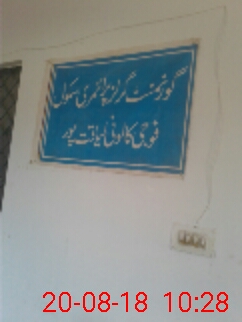 گورنمنٹ گرلز پرائمری سکول
فوجی کالونی لیاقت پور
20-08-18 10:28